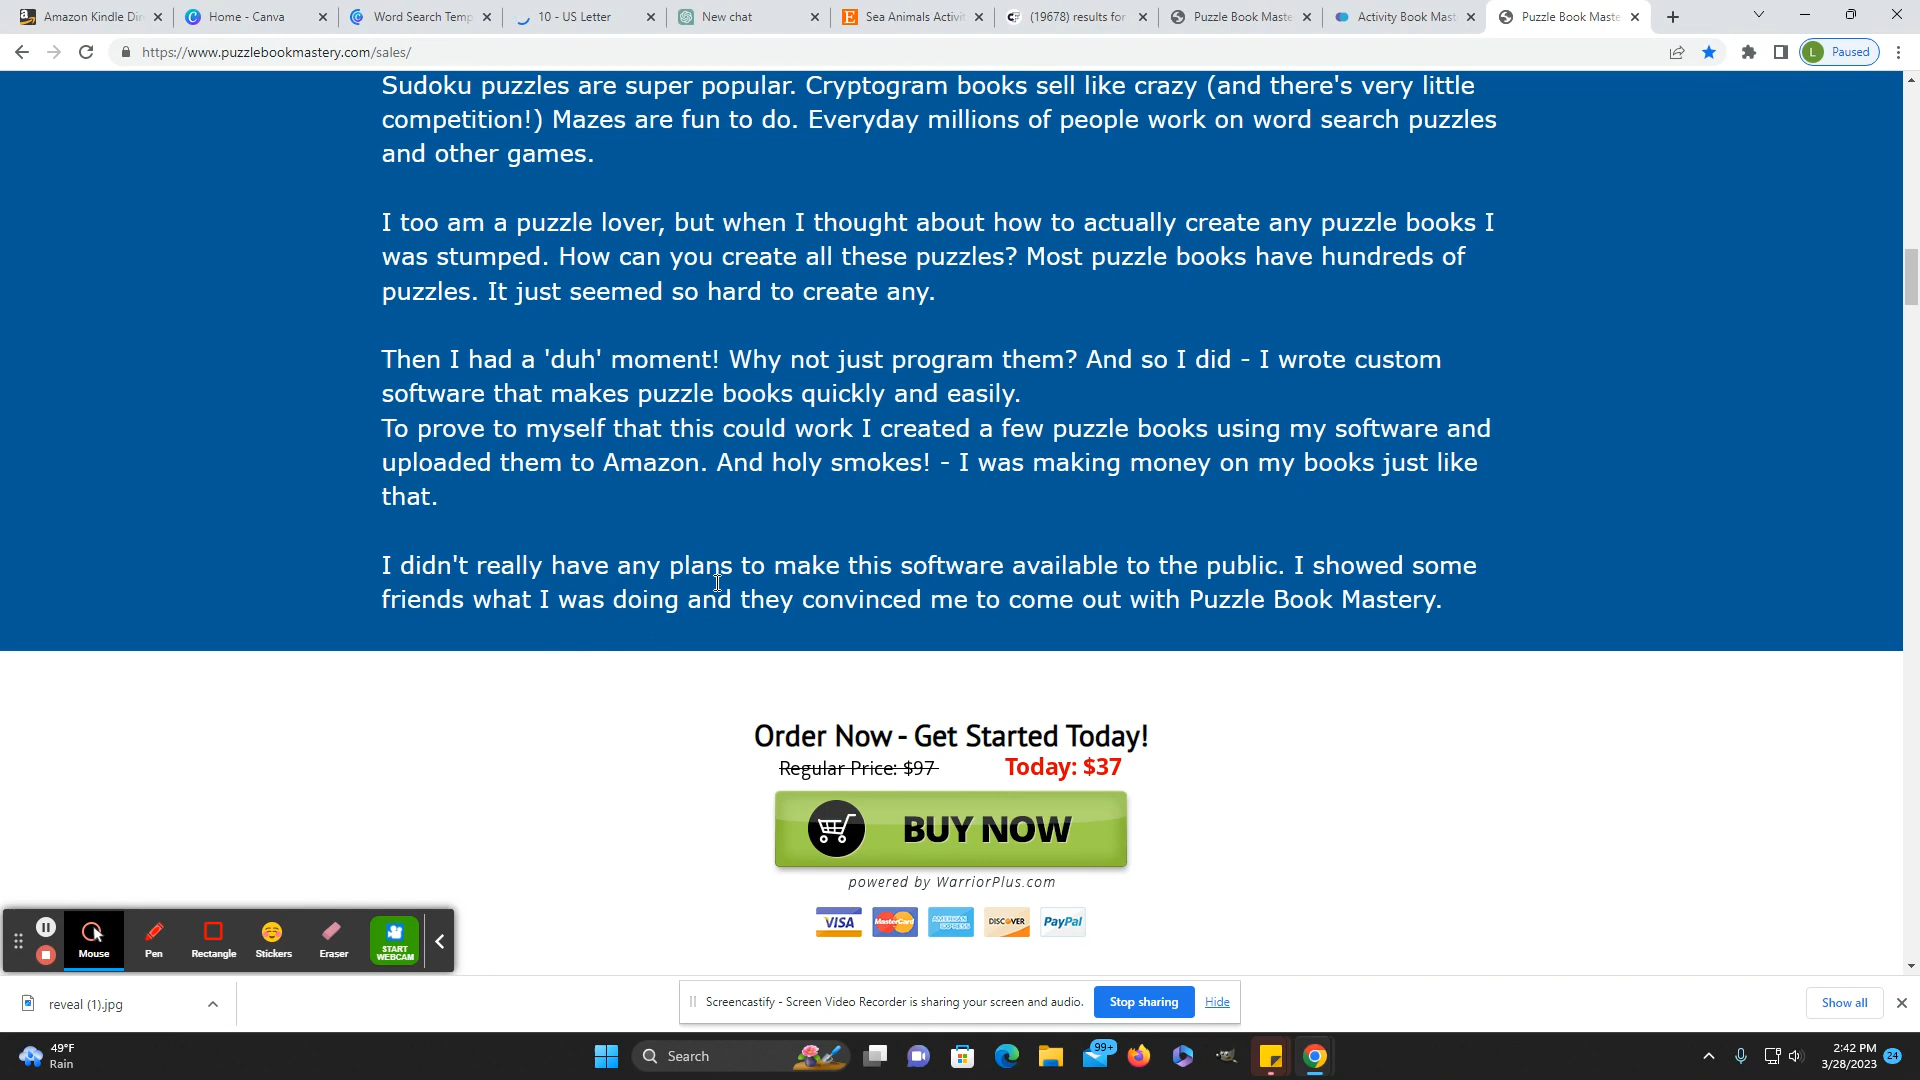 Amazon Kindle Dir
Home - Canva
Word Search Temp
10 - US Letter
New chat
Sea Animals Activit
(19678) results for
Puzzle Book Maste
Activity Book Mast
Puzzle Book Maste
https://www.puzzlebookmastery.com/sales/
L Paused
Sudoku puzzles are super popular. Cryptogram books sell like crazy (and there's very little
competition!) Mazes are fun to do. Everyday millions of people work on word search puzzles
and other games.
I too am a puzzle lover, but when I thought about how to actually create any puzzle books I
was stumped. How can you create all these puzzles? Most puzzle books have hundreds of
puzzles. It just seemed so hard to create any.
Then I had a 'duh' moment! Why not just program them? And so I did - I wrote custom
software that makes puzzle books quickly and easily.
To prove to myself that this could work I created a few puzzle books using my software and
uploaded them to Amazon. And holy smokes! - I was making money on my books just like
that.
I didn't really have any plans to make this software available to the public. I showed some
friends what I was doing and they convinced me to come out with Puzzle Book Mastery.
Order Now - Get Started Today!
Regular Price: $97 Today: $37
BUY NOW
powered by WarriorPlus.com
VISA MasterCard AMERICAN EXPRESS DISCOVER PayPal
Mouse Pen Rectangle Stickers Eraser START WEBCAM
reveal (1).jpg
Screencastify - Screen Video Recorder is sharing your screen and audio. Stop sharing Hide
Show all
49°F
Rain
Search
99+
2:42 PM
3/28/2023
24